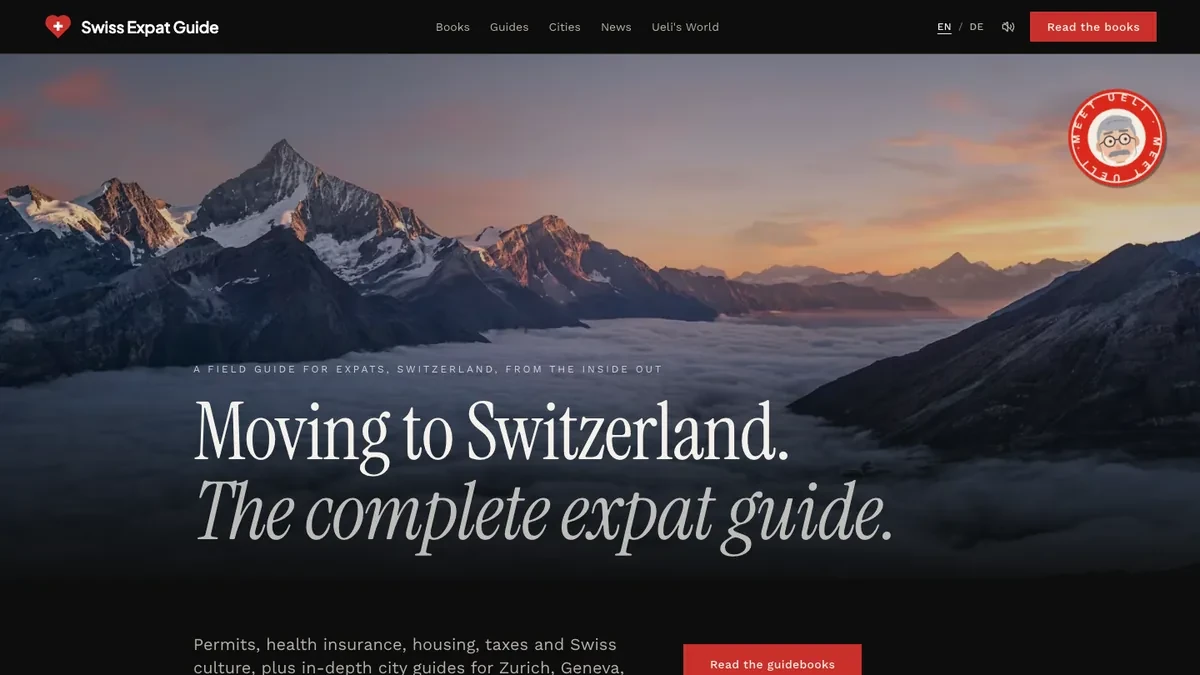 Swiss Expat Guide
Books Guides Cities News Ueli's World
EN / DE
Read the books
MEET UELI · MEET UELI ·
A FIELD GUIDE FOR EXPATS, SWITZERLAND, FROM THE INSIDE OUT
Moving to Switzerland.
The complete expat guide.
Permits, health insurance, housing, taxes and Swiss
culture, plus in-depth city guides for Zurich, Geneva,
Read the guidebooks